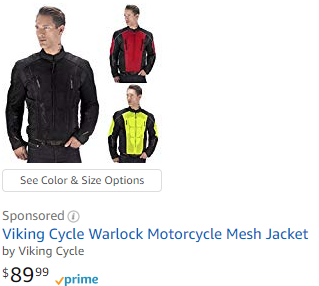 See Color & Size Options
Sponsored
Viking Cycle Warlock Motorcycle Mesh Jacket
by Viking Cycle
$89.99 prime